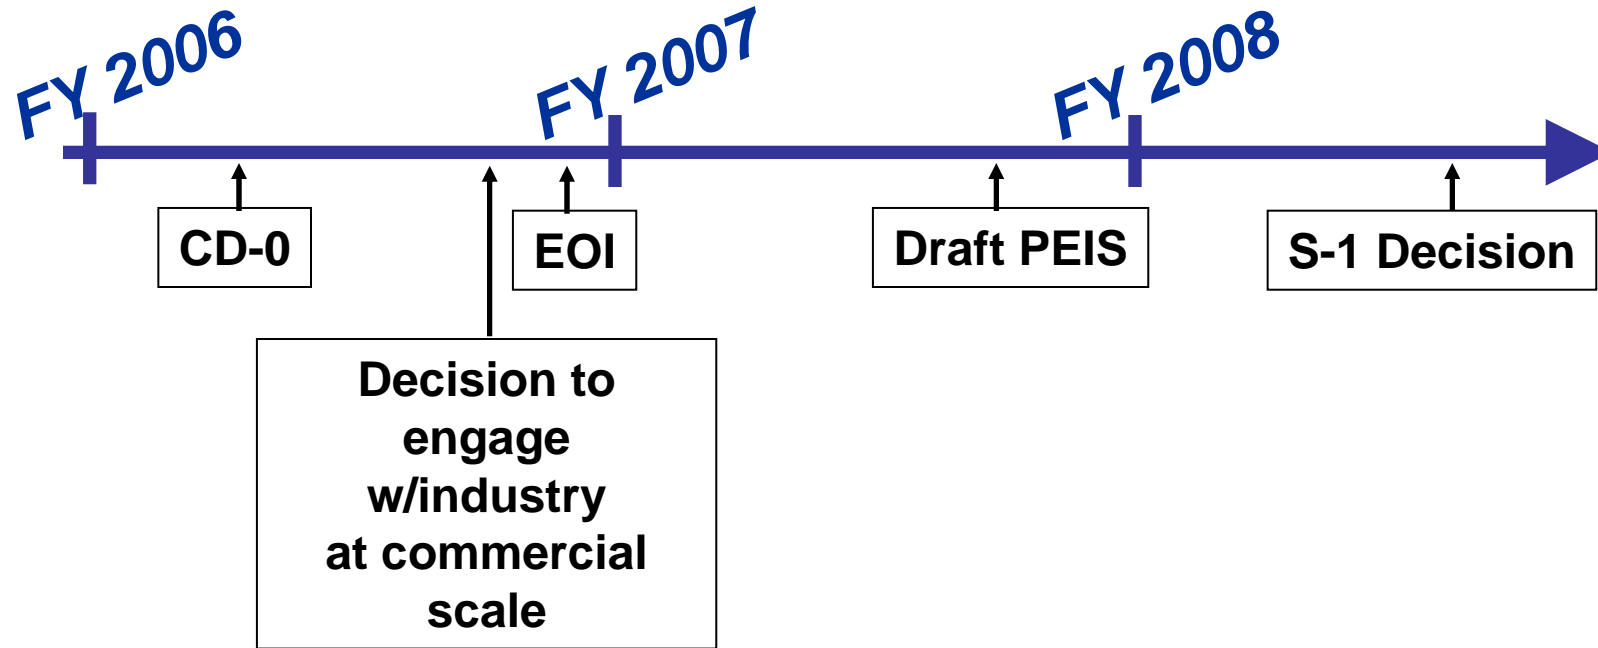 FY 2006
FY 2007
FY 2008
CD-0
EOI
Draft PEIS
S-1 Decision
Decision to
engage
w/industry
at commercial
scale